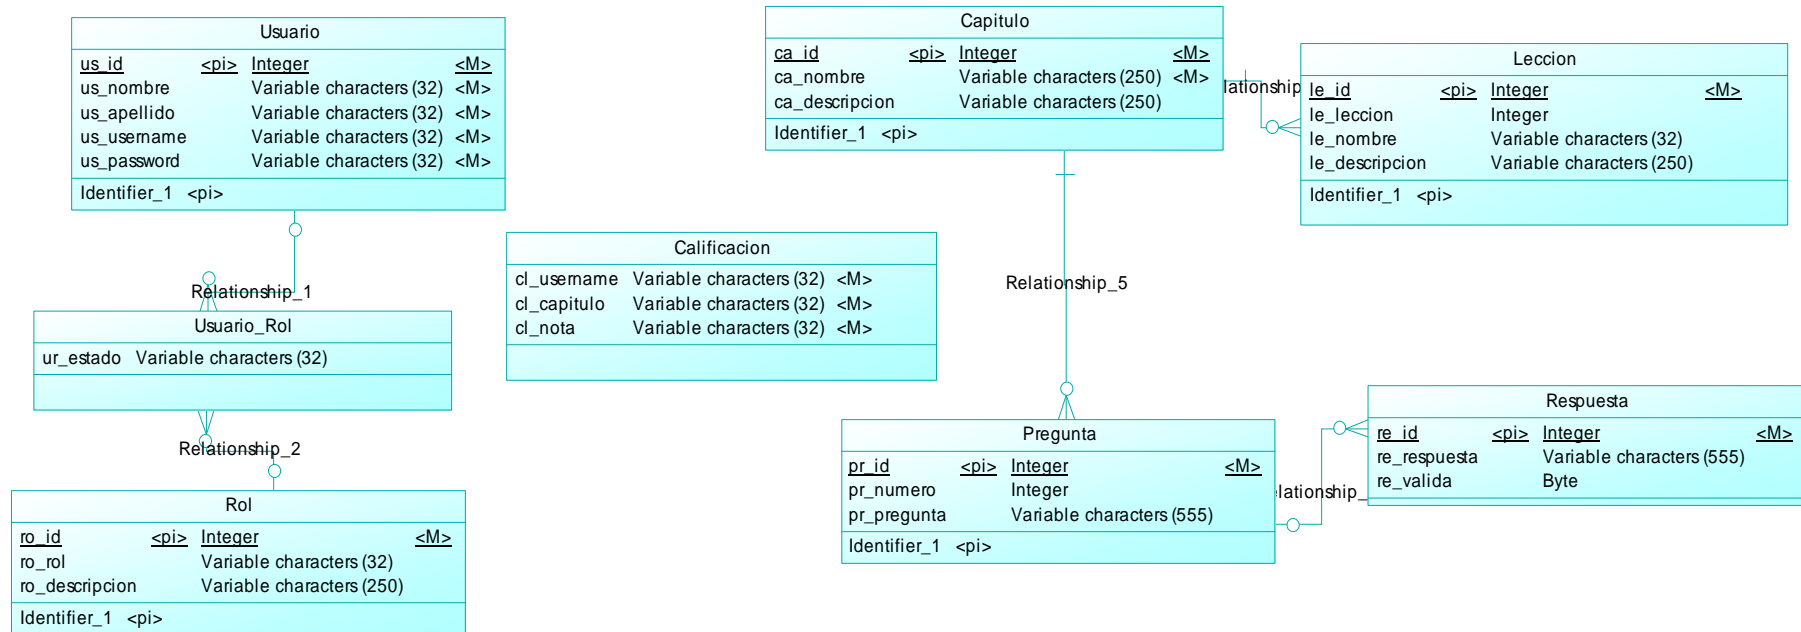 Usuario
us_id <pi> Integer <M>
us_nombre Variable characters (32) <M>
us_apellido Variable characters (32) <M>
us_username Variable characters (32) <M>
us_password Variable characters (32) <M>
Identifier_1 <pi>
Relationship_1
Usuario_Rol
ur_estado Variable characters (32)
Relationship_2
Rol
ro_id <pi> Integer <M>
ro_rol Variable characters (32)
ro_descripcion Variable characters (250)
Identifier_1 <pi>
Calificacion
cl_username Variable characters (32) <M>
cl_capitulo Variable characters (32) <M>
cl_nota Variable characters (32) <M>
Capitulo
ca_id <pi> Integer <M>
ca_nombre Variable characters (250) <M>
ca_descripcion Variable characters (250)
Identifier_1 <pi>
lationship
Leccion
le_id <pi> Integer <M>
le_leccion Integer
le_nombre Variable characters (32)
le_descripcion Variable characters (250)
Identifier_1 <pi>
Relationship_5
Pregunta
pr_id <pi> Integer <M>
pr_numero Integer
pr_pregunta Variable characters (555)
Identifier_1 <pi>
elationship_
Respuesta
re_id <pi> Integer <M>
re_respuesta Variable characters (555)
re_valida Byte